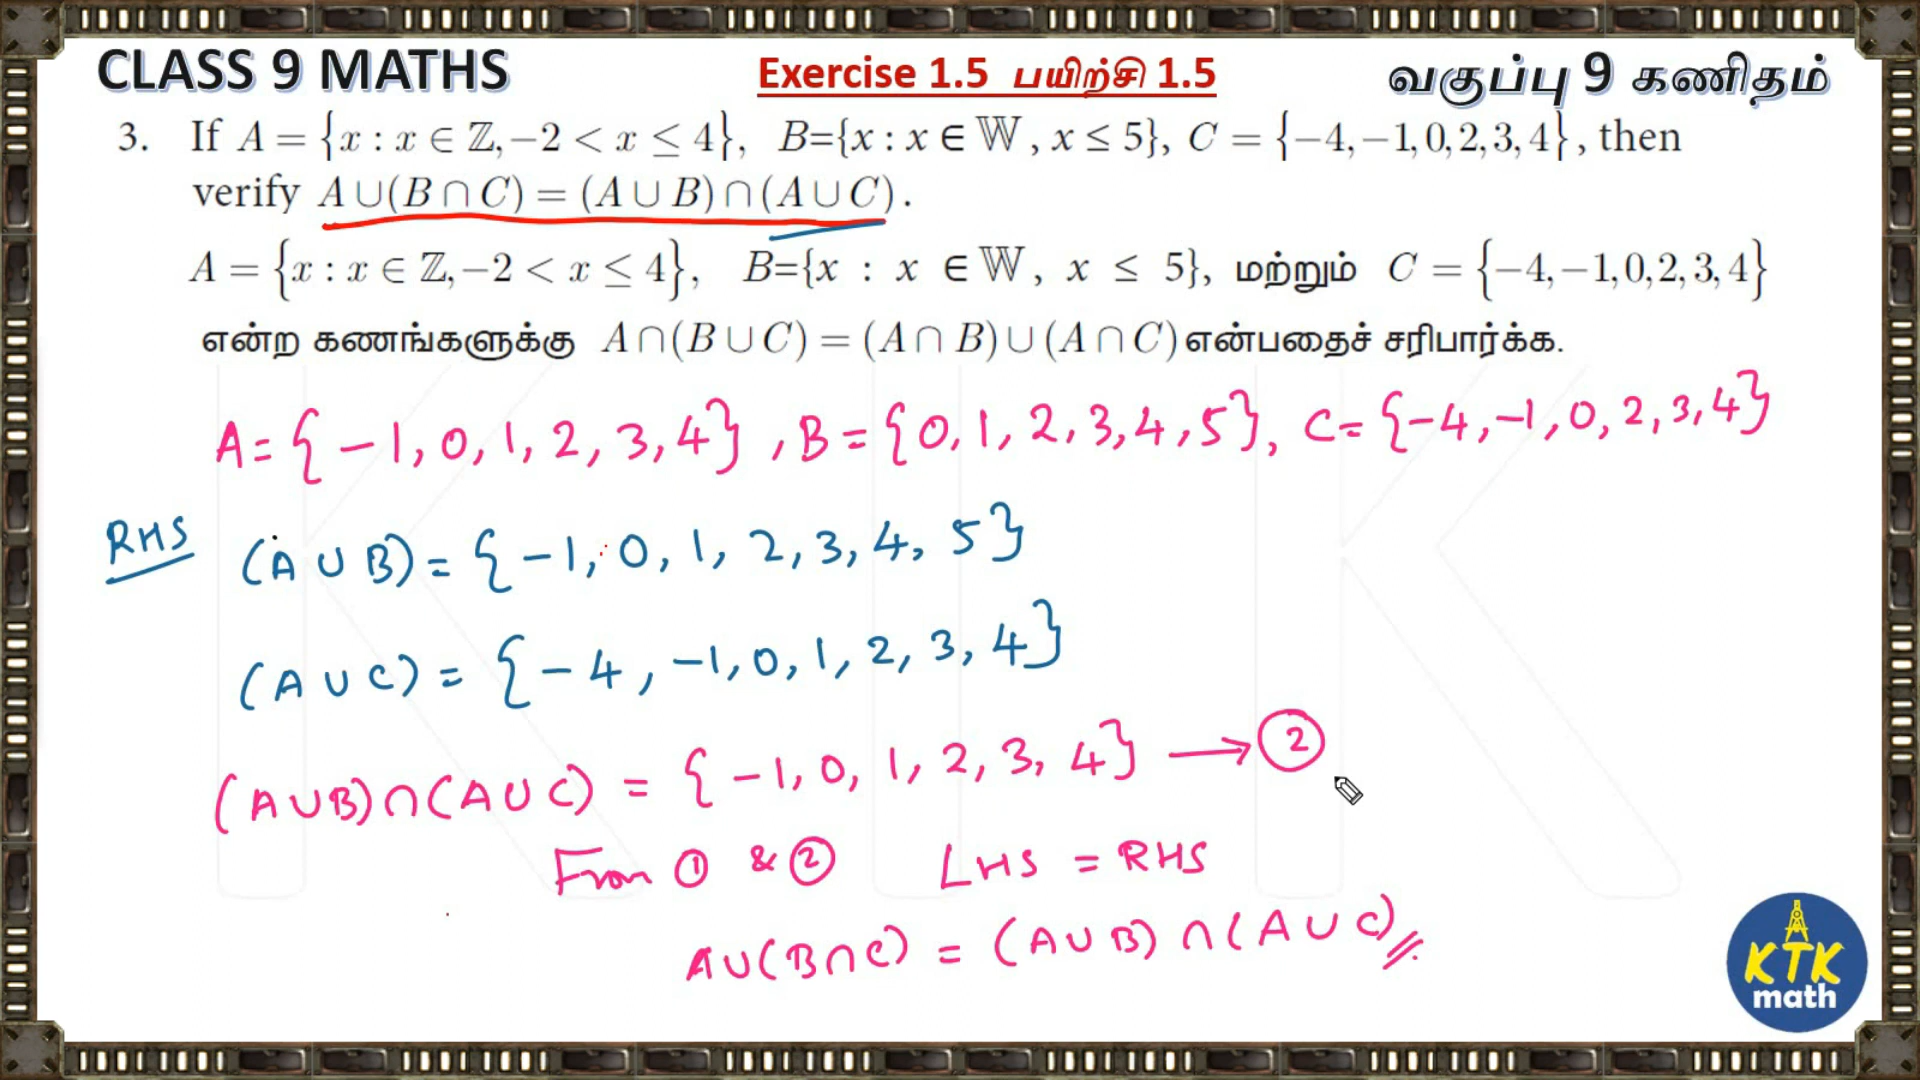 CLASS 9 MATHS Exercise 1.5 பயிற்சி 1.5 வகுப்பு 9 கணிதம்
3. If A = {x : x ∈ ℤ, −2 < x ≤ 4}, B={x : x ∈ 𝕎, x ≤ 5}, C = {−4, −1, 0, 2, 3, 4}, then
verify A∪(B∩C) = (A∪B)∩(A∪C).
A = {x : x ∈ ℤ, −2 < x ≤ 4}, B={x : x ∈ 𝕎, x ≤ 5}, மற்றும் C = {−4, −1, 0, 2, 3, 4}
என்ற கணங்களுக்கு A∩(B∪C) = (A∩B)∪(A∩C) என்பதைச் சரிபார்க்க.
A = {−1, 0, 1, 2, 3, 4}, B = {0, 1, 2, 3, 4, 5}, C = {−4, −1, 0, 2, 3, 4}
RHS (A∪B) = {−1, 0, 1, 2, 3, 4, 5}
(A∪C) = {−4, −1, 0, 1, 2, 3, 4}
(A∪B)∩(A∪C) = {−1, 0, 1, 2, 3, 4} → ②
From ① & ② LHS = RHS
A∪(B∩C) = (A∪B)∩(A∪C)//.
KTK
math